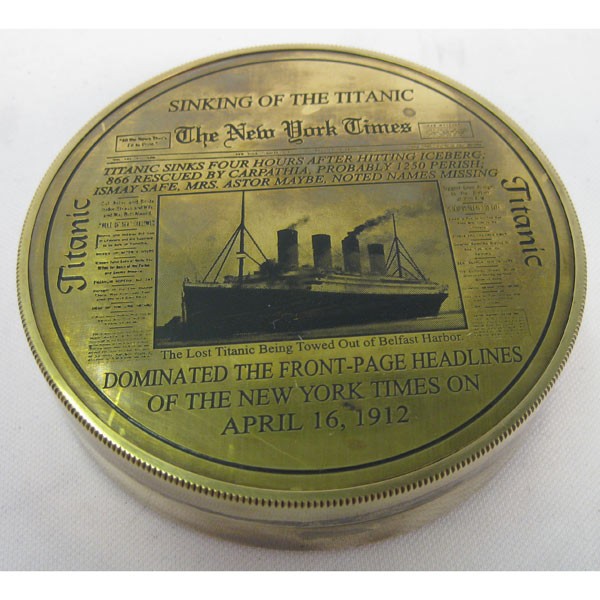 SINKING OF THE TITANIC
The New York Times
TITANIC SINKS FOUR HOURS AFTER HITTING ICEBERG;
866 RESCUED BY CARPATHIA, PROBABLY 1250 PERISH;
ISMAY SAFE, MRS. ASTOR MAYBE, NOTED NAMES MISSING
Titanic
Titanic
The Lost Titanic Being Towed Out of Belfast Harbor.
DOMINATED THE FRONT-PAGE HEADLINES
OF THE NEW YORK TIMES ON
APRIL 16, 1912